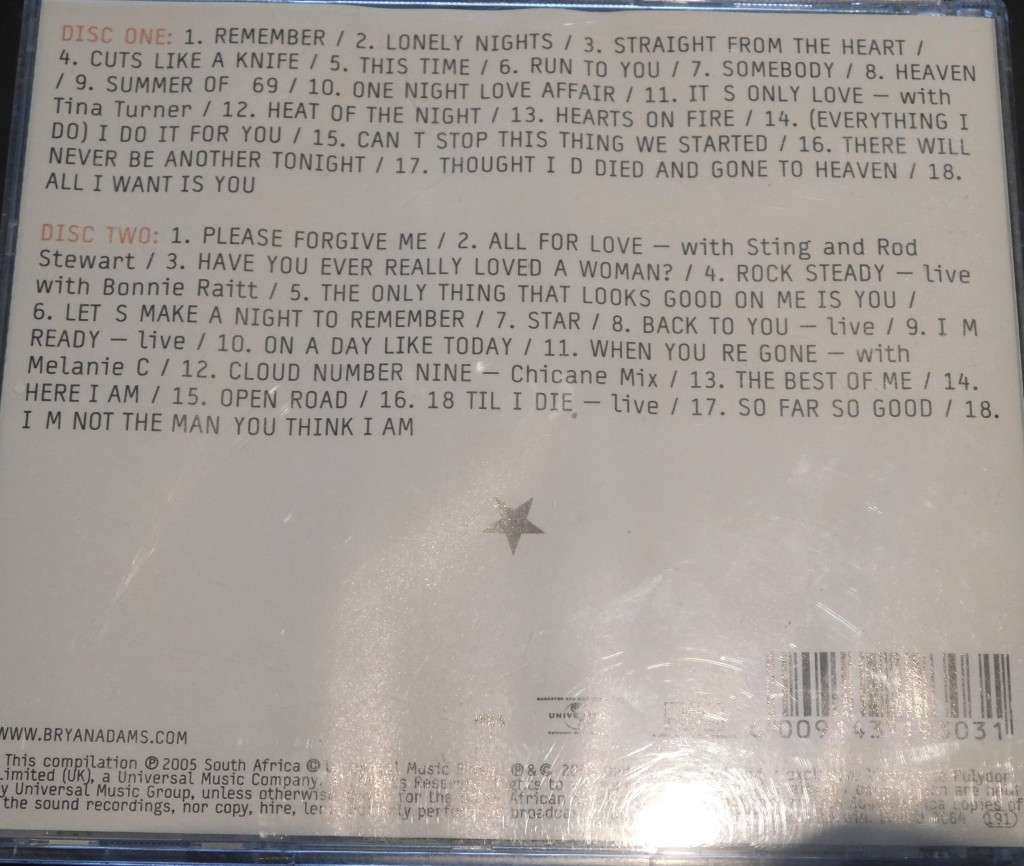 DISC ONE: 1. REMEMBER / 2. LONELY NIGHTS / 3. STRAIGHT FROM THE HEART /
4. CUTS LIKE A KNIFE / 5. THIS TIME / 6. RUN TO YOU / 7. SOMEBODY / 8. HEAVEN
/ 9. SUMMER OF 69 / 10. ONE NIGHT LOVE AFFAIR / 11. IT S ONLY LOVE – with
Tina Turner / 12. HEAT OF THE NIGHT / 13. HEARTS ON FIRE / 14. (EVERYTHING I
DO) I DO IT FOR YOU / 15. CAN T STOP THIS THING WE STARTED / 16. THERE WILL
NEVER BE ANOTHER TONIGHT / 17. THOUGHT I D DIED AND GONE TO HEAVEN / 18.
ALL I WANT IS YOU
DISC TWO: 1. PLEASE FORGIVE ME / 2. ALL FOR LOVE – with Sting and Rod
Stewart / 3. HAVE YOU EVER REALLY LOVED A WOMAN? / 4. ROCK STEADY – live
with Bonnie Raitt / 5. THE ONLY THING THAT LOOKS GOOD ON ME IS YOU /
6. LET S MAKE A NIGHT TO REMEMBER / 7. STAR / 8. BACK TO YOU – live / 9. I M
READY – live / 10. ON A DAY LIKE TODAY / 11. WHEN YOU RE GONE – with
Melanie C / 12. CLOUD NUMBER NINE – Chicane Mix / 13. THE BEST OF ME / 14.
HERE I AM / 15. OPEN ROAD / 16. 18 TIL I DIE – live / 17. SO FAR SO GOOD / 18.
I M NOT THE MAN YOU THINK I AM
WWW.BRYANADAMS.COM
This compilation ℗ 2005 South Africa © Music ℗&©
Limited (UK), a Universal Music Company. to Polydor
Universal Music Group, unless for the African are
the sound recordings, nor copy, hire, copies of
191